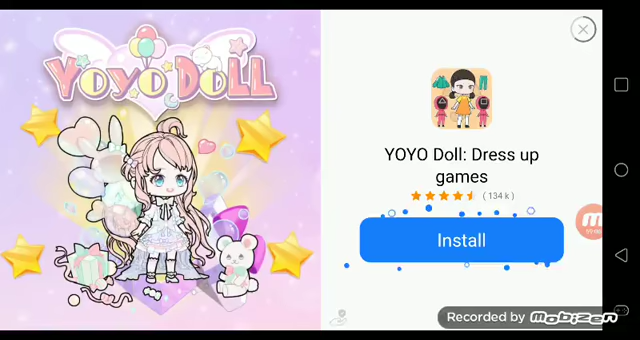 YOYO DOLL
YOYO Doll: Dress up
games
( 134 k )
Install
Recorded by Mobizen